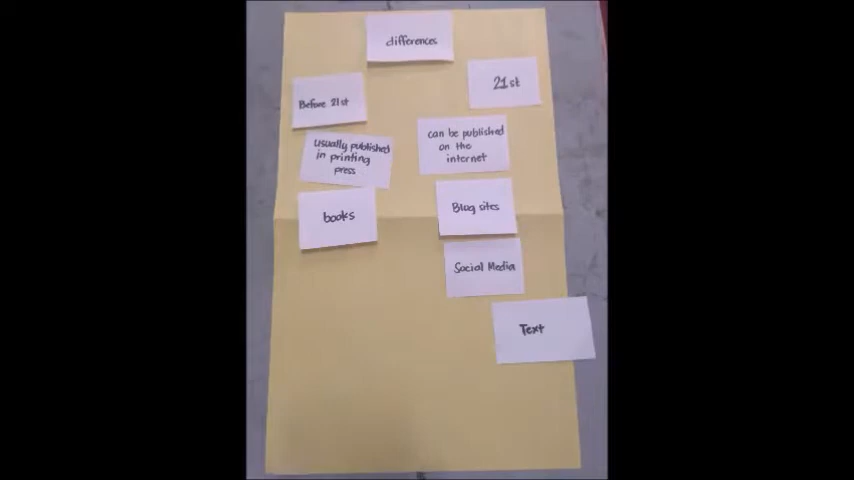 differences
Before 21st
21st
usually published
in printing
press
can be published
on the
internet
books
Blog sites
Social Media
Text